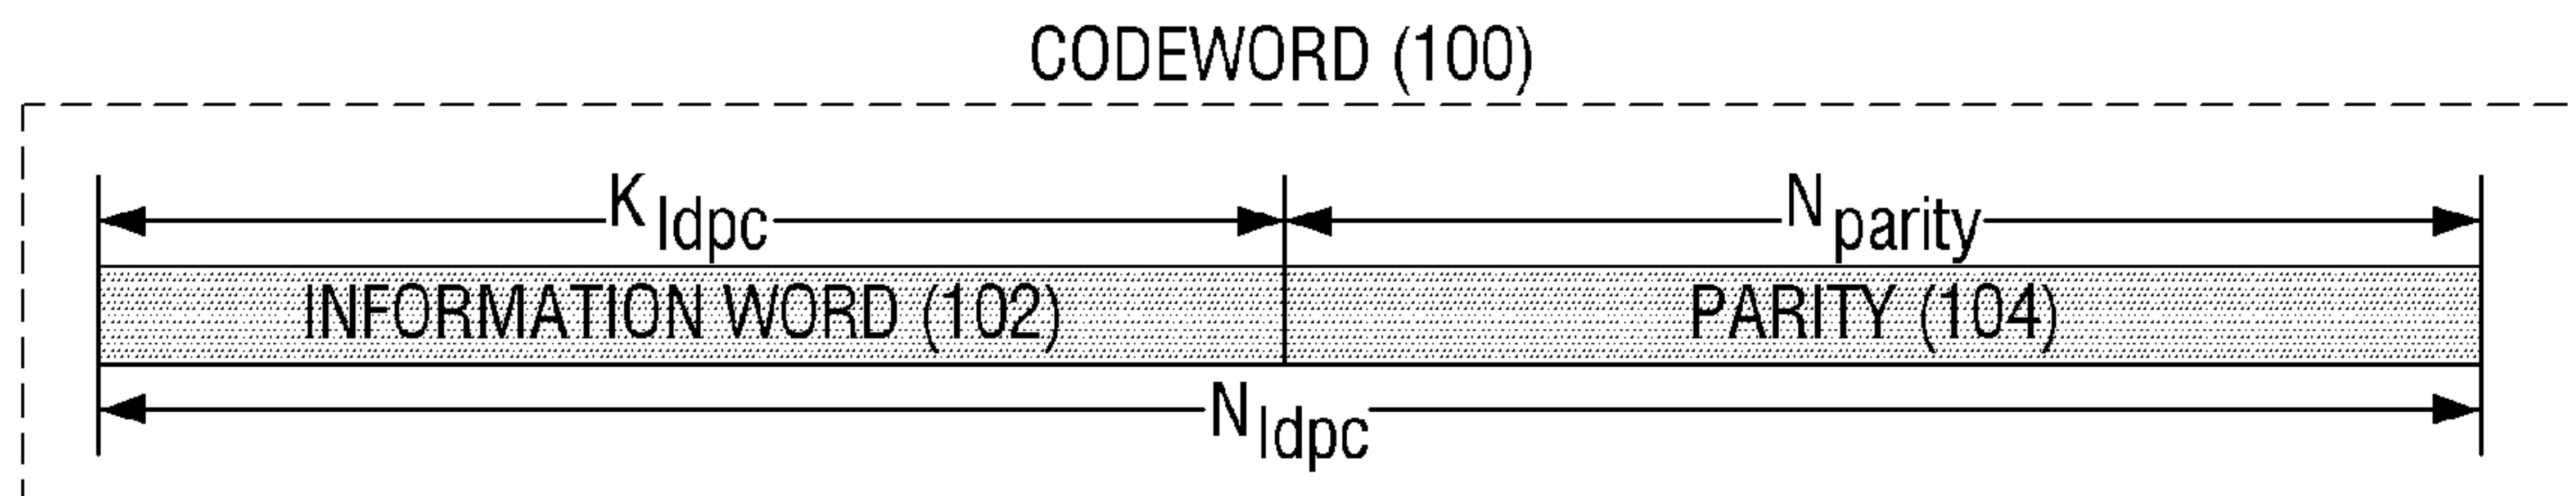 CODEWORD (100)
K ldpc N parity
INFORMATION WORD (102) PARITY (104)
N ldpc